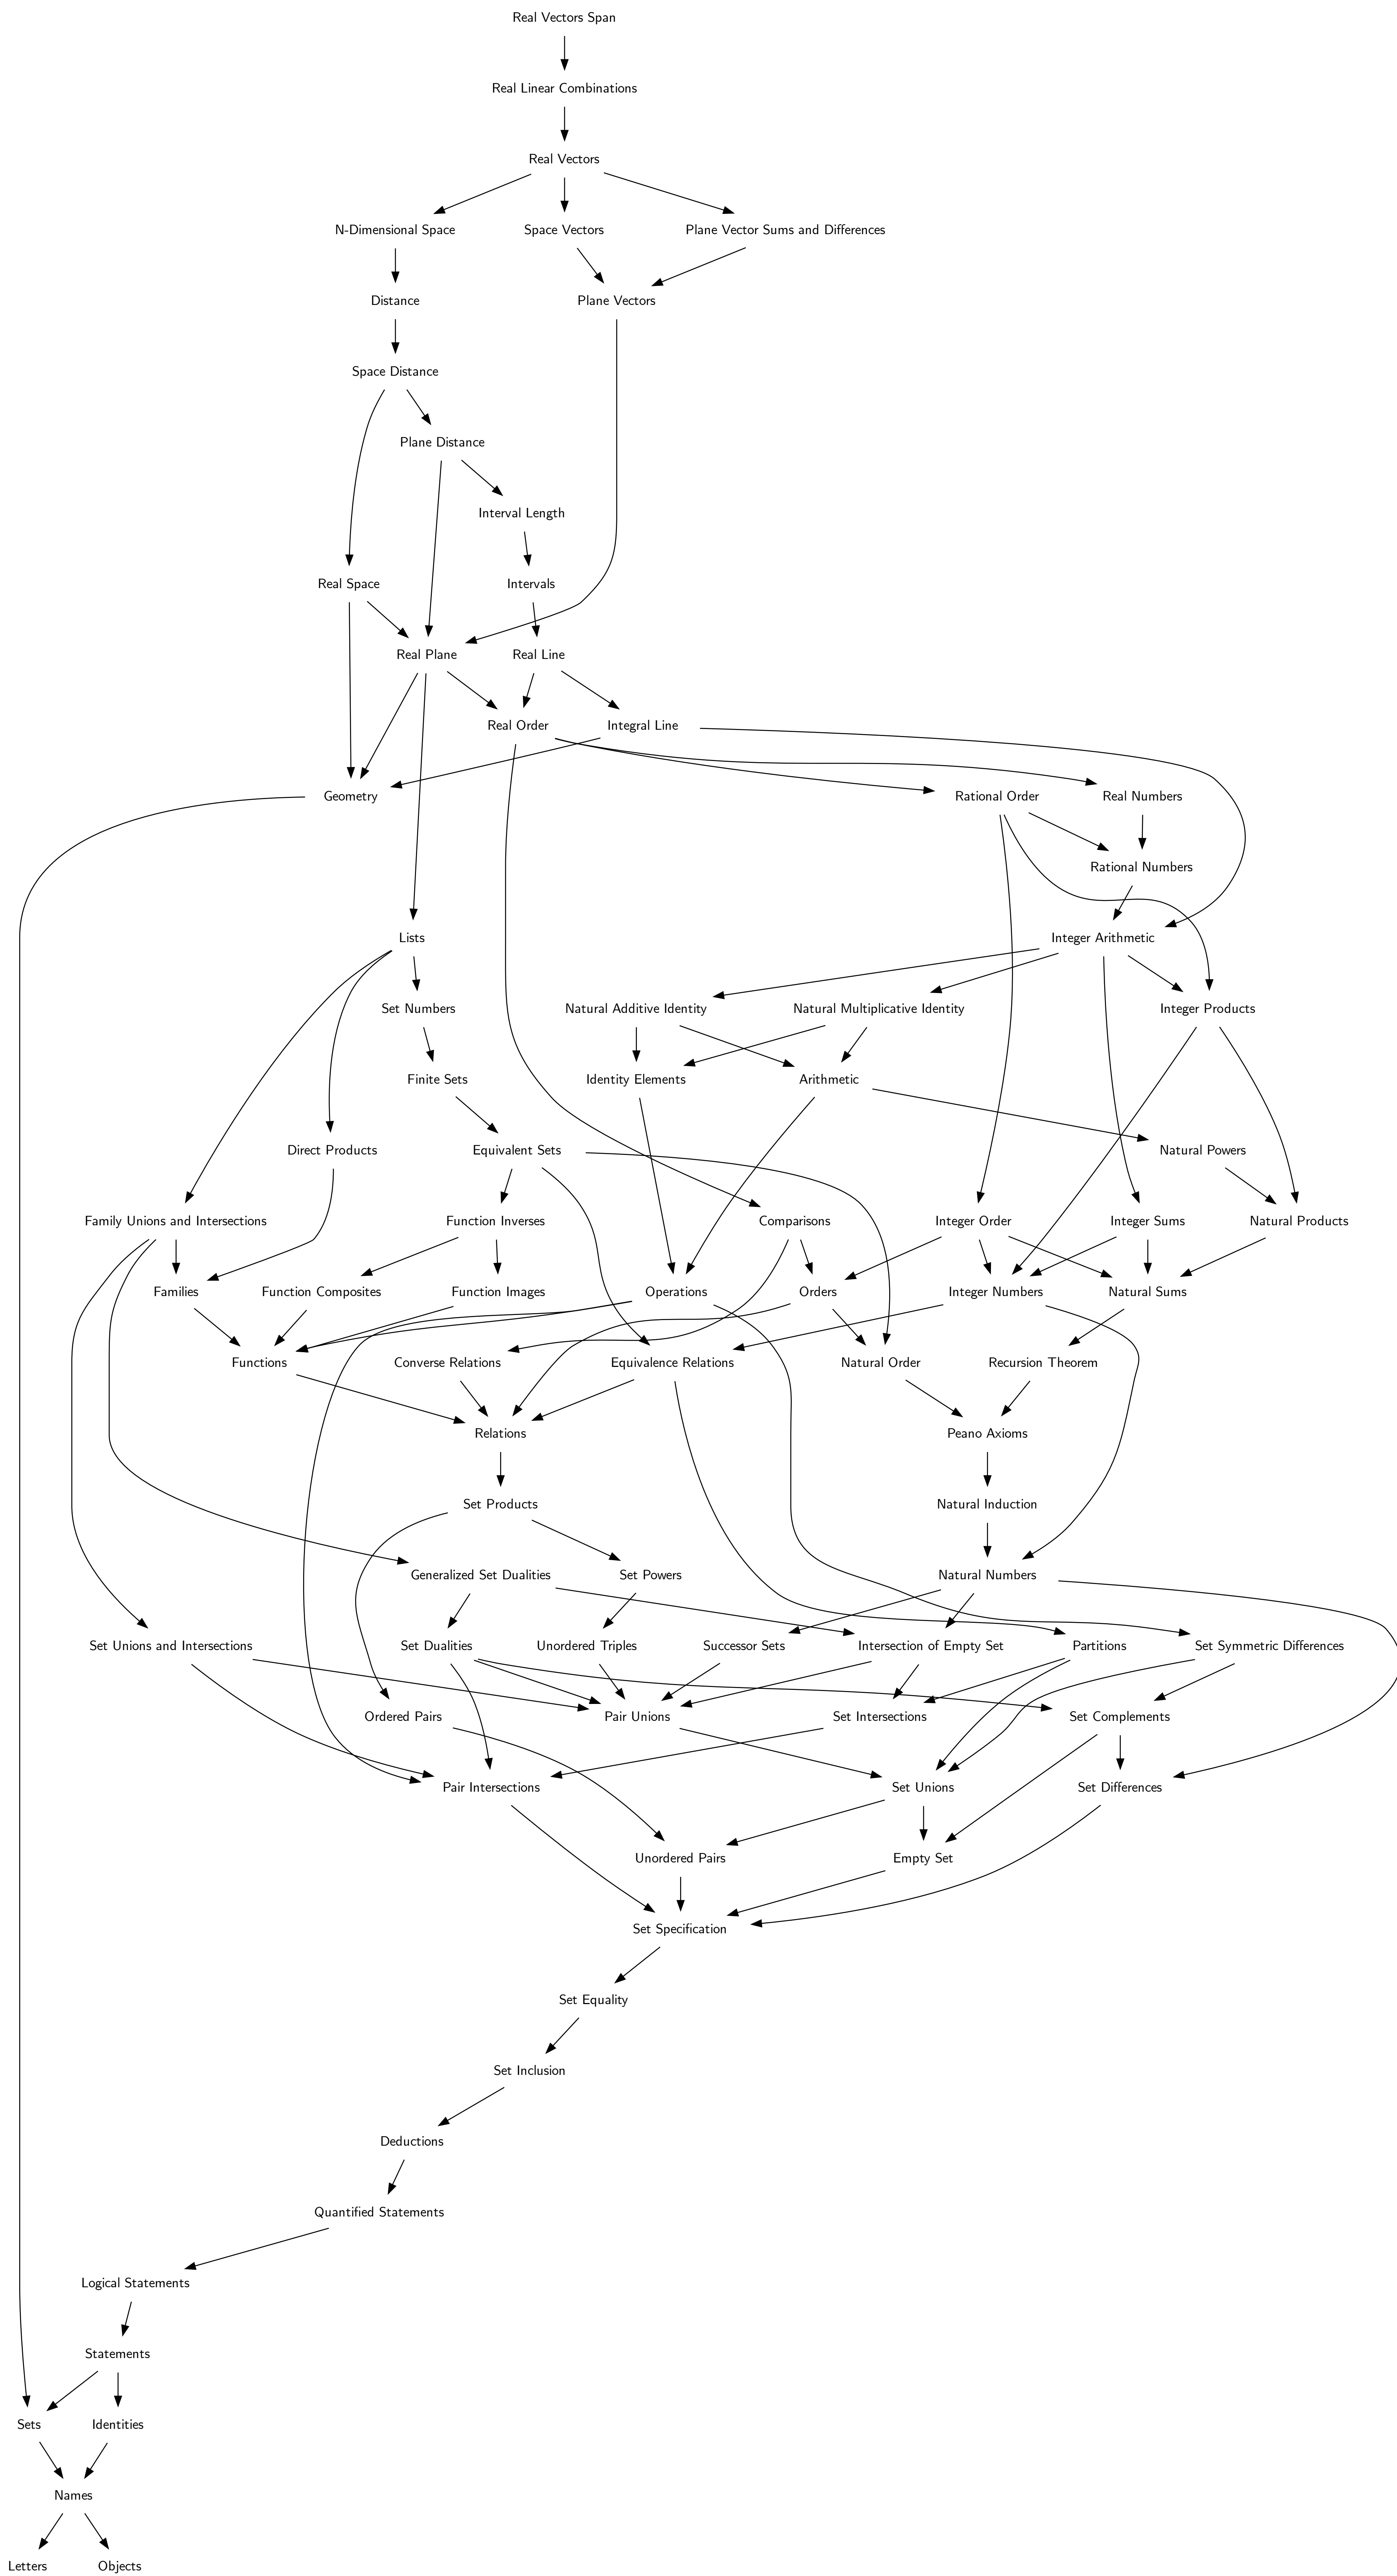 Real Vectors Span
Real Linear Combinations
Real Vectors
N-Dimensional Space
Space Vectors
Plane Vector Sums and Differences
Distance
Plane Vectors
Space Distance
Plane Distance
Interval Length
Real Space
Intervals
Real Plane
Real Line
Real Order
Integral Line
Geometry
Rational Order
Real Numbers
Rational Numbers
Lists
Integer Arithmetic
Set Numbers
Natural Additive Identity
Natural Multiplicative Identity
Integer Products
Finite Sets
Identity Elements
Arithmetic
Direct Products
Equivalent Sets
Natural Powers
Family Unions and Intersections
Function Inverses
Comparisons
Integer Order
Integer Sums
Natural Products
Families
Function Composites
Function Images
Operations
Orders
Integer Numbers
Natural Sums
Functions
Converse Relations
Equivalence Relations
Natural Order
Recursion Theorem
Relations
Peano Axioms
Set Products
Natural Induction
Generalized Set Dualities
Set Powers
Natural Numbers
Set Unions and Intersections
Set Dualities
Unordered Triples
Successor Sets
Intersection of Empty Set
Partitions
Set Symmetric Differences
Ordered Pairs
Pair Unions
Set Intersections
Set Complements
Pair Intersections
Set Unions
Set Differences
Unordered Pairs
Empty Set
Set Specification
Set Equality
Set Inclusion
Deductions
Quantified Statements
Logical Statements
Statements
Sets
Identities
Names
Letters
Objects